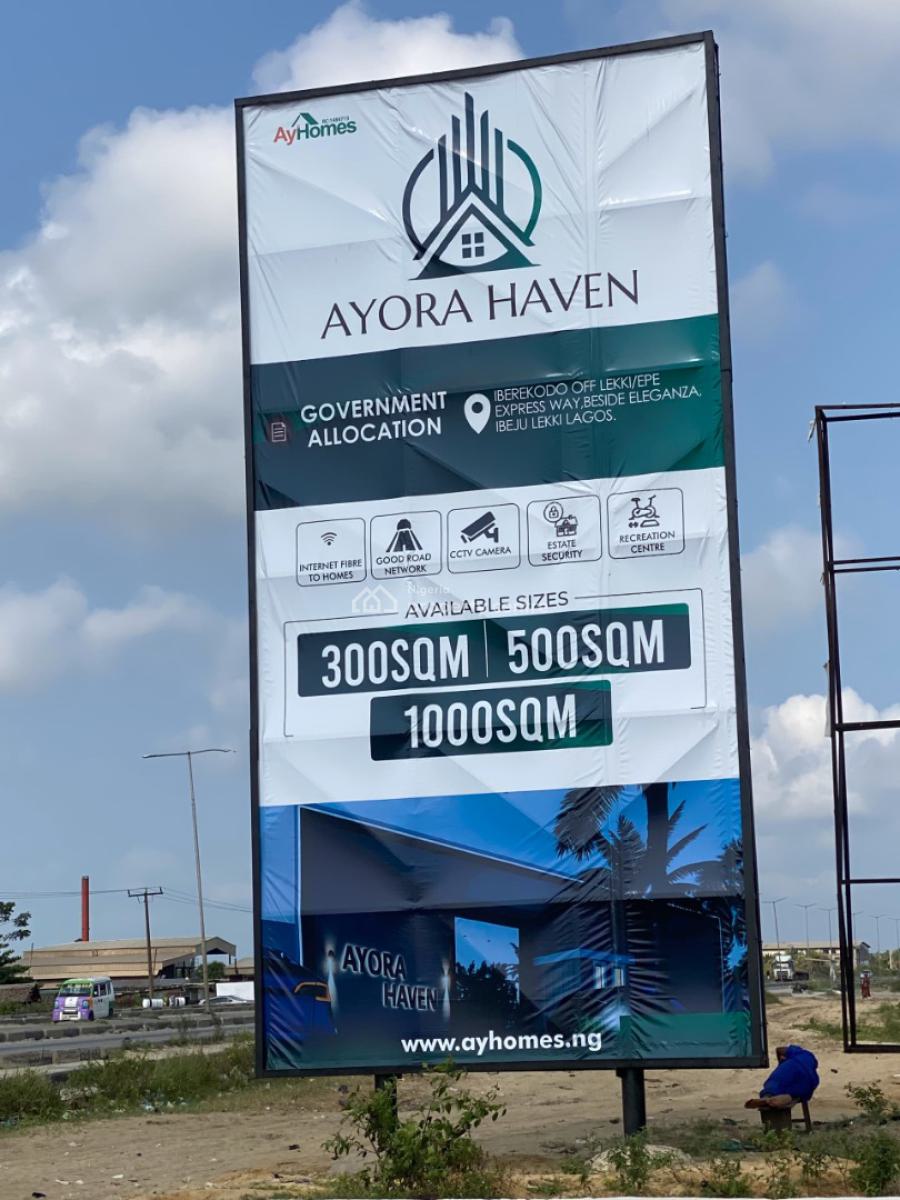 AyHomes
AYORA HAVEN
GOVERNMENT
ALLOCATION
IBEREKODO OFF LEKKI/EPE
EXPRESS WAY,BESIDE ELEGANZA,
IBEJU LEKKI LAGOS.
INTERNET FIBRE
TO HOMES
GOOD ROAD
NETWORK
CCTV CAMERA
ESTATE
SECURITY
RECREATION
CENTRE
Nigeria
AVAILABLE SIZES
300SQM
500SQM
1000SQM
AYORA
HAVEN
www.ayhomes.ng